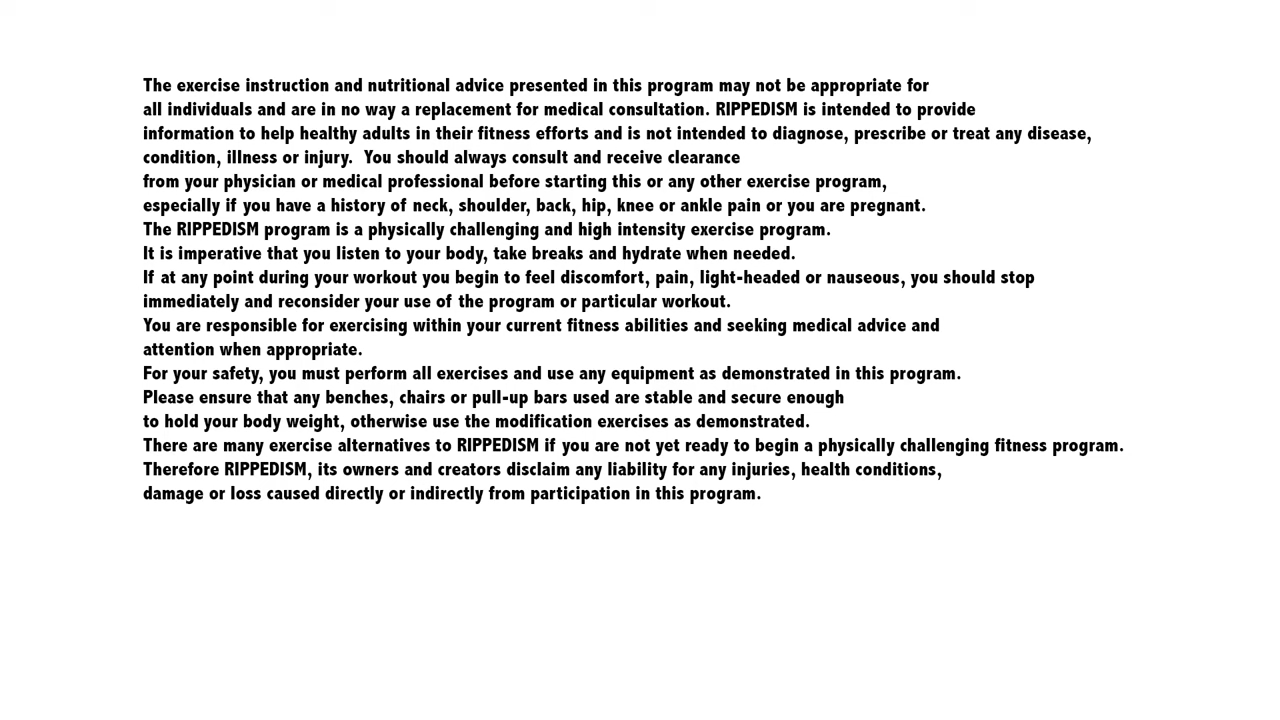 The exercise instruction and nutritional advice presented in this program may not be appropriate for
all individuals and are in no way a replacement for medical consultation. RIPPEDISM is intended to provide
information to help healthy adults in their fitness efforts and is not intended to diagnose, prescribe or treat any disease,
condition, illness or injury.  You should always consult and receive clearance
from your physician or medical professional before starting this or any other exercise program,
especially if you have a history of neck, shoulder, back, hip, knee or ankle pain or you are pregnant.
The RIPPEDISM program is a physically challenging and high intensity exercise program.
It is imperative that you listen to your body, take breaks and hydrate when needed.
If at any point during your workout you begin to feel discomfort, pain, light-headed or nauseous, you should stop
immediately and reconsider your use of the program or particular workout.
You are responsible for exercising within your current fitness abilities and seeking medical advice and
attention when appropriate.
For your safety, you must perform all exercises and use any equipment as demonstrated in this program.
Please ensure that any benches, chairs or pull-up bars used are stable and secure enough
to hold your body weight, otherwise use the modification exercises as demonstrated.
There are many exercise alternatives to RIPPEDISM if you are not yet ready to begin a physically challenging fitness program.
Therefore RIPPEDISM, its owners and creators disclaim any liability for any injuries, health conditions,
damage or loss caused directly or indirectly from participation in this program.